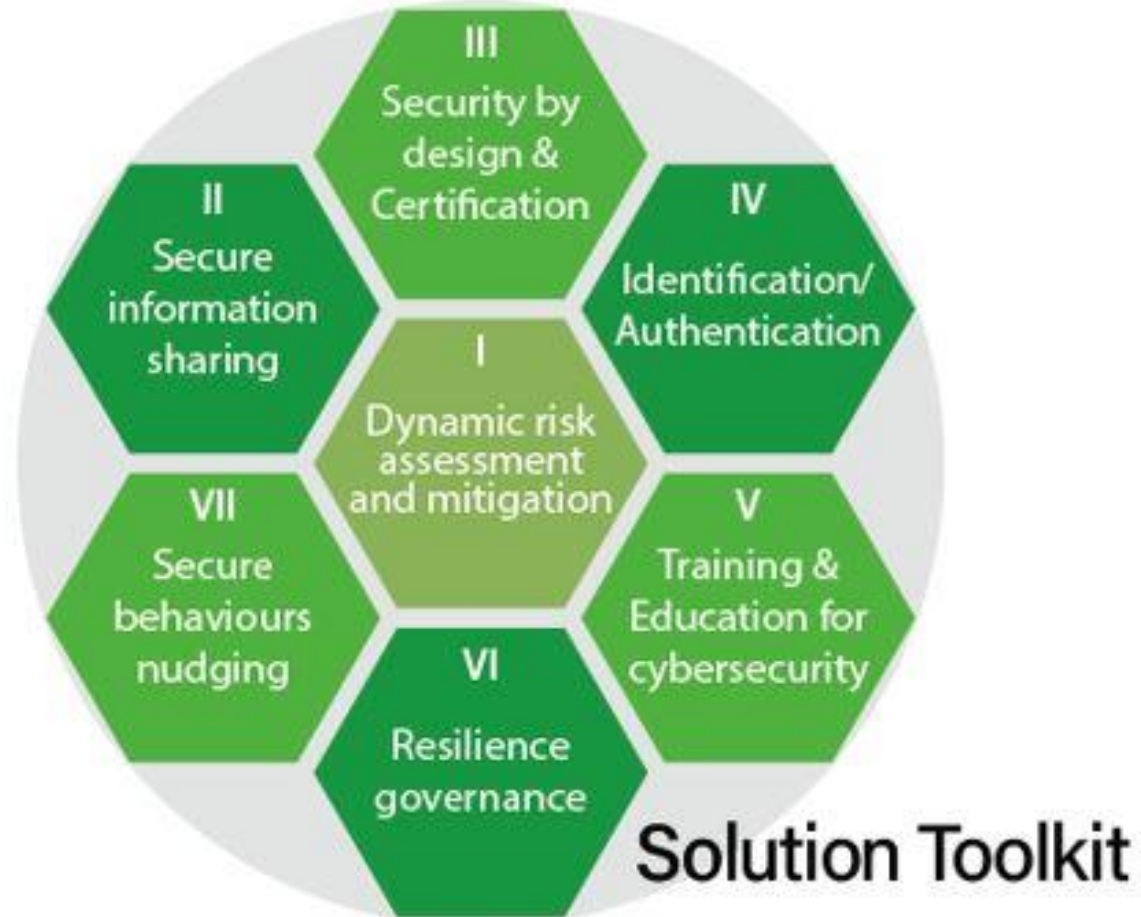 III
Security by
design &
Certification
II
Secure
information
sharing
IV
Identification/
Authentication
I
Dynamic risk
assessment
and mitigation
VII
Secure
behaviours
nudging
V
Training &
Education for
cybersecurity
VI
Resilience
governance
Solution Toolkit